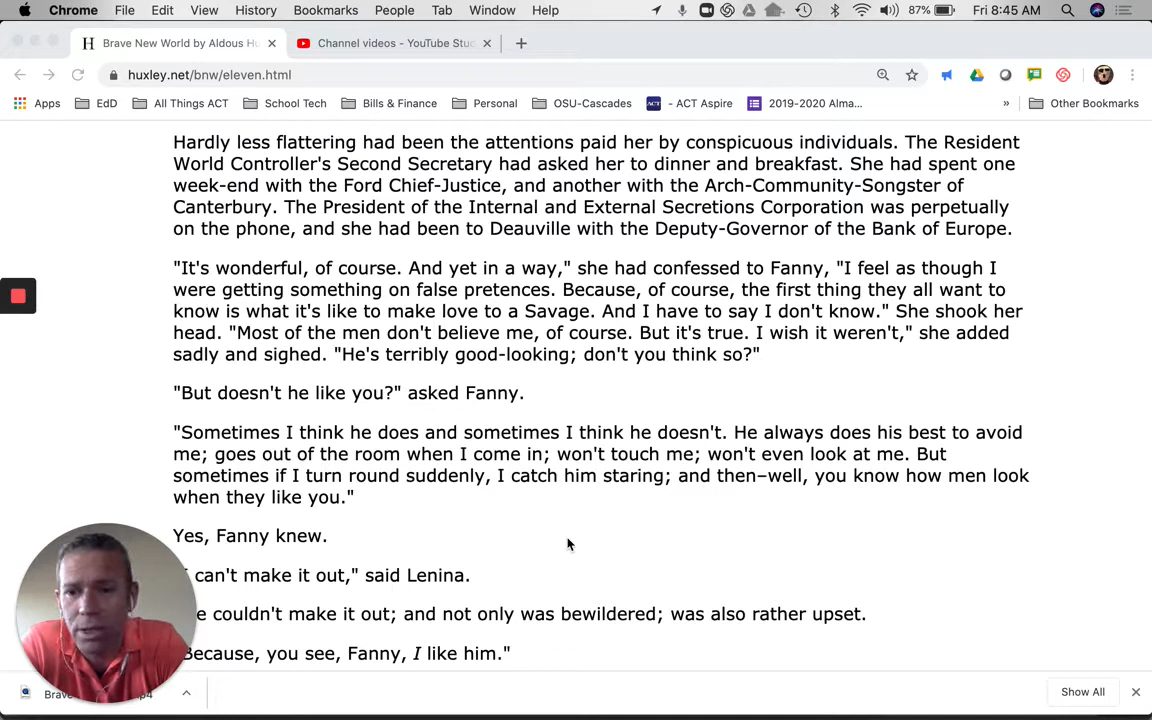 Chrome File Edit View History Bookmarks People Tab Window Help 87% Fri 8:45 AM
H Brave New World by Aldous Hu Channel videos - YouTube Stud
huxley.net/bnw/eleven.html
Apps EdD All Things ACT School Tech Bills & Finance Personal OSU-Cascades ACT - ACT Aspire 2019-2020 Alma... » Other Bookmarks
Hardly less flattering had been the attentions paid her by conspicuous individuals. The Resident
World Controller's Second Secretary had asked her to dinner and breakfast. She had spent one
week-end with the Ford Chief-Justice, and another with the Arch-Community-Songster of
Canterbury. The President of the Internal and External Secretions Corporation was perpetually
on the phone, and she had been to Deauville with the Deputy-Governor of the Bank of Europe.
"It's wonderful, of course. And yet in a way," she had confessed to Fanny, "I feel as though I
were getting something on false pretences. Because, of course, the first thing they all want to
know is what it's like to make love to a Savage. And I have to say I don't know." She shook her
head. "Most of the men don't believe me, of course. But it's true. I wish it weren't," she added
sadly and sighed. "He's terribly good-looking; don't you think so?"
"But doesn't he like you?" asked Fanny.
"Sometimes I think he does and sometimes I think he doesn't. He always does his best to avoid
me; goes out of the room when I come in; won't touch me; won't even look at me. But
sometimes if I turn round suddenly, I catch him staring; and then–well, you know how men look
when they like you."
Yes, Fanny knew.
can't make it out," said Lenina.
e couldn't make it out; and not only was bewildered; was also rather upset.
Because, you see, Fanny, I like him."
Brav p4 Show All